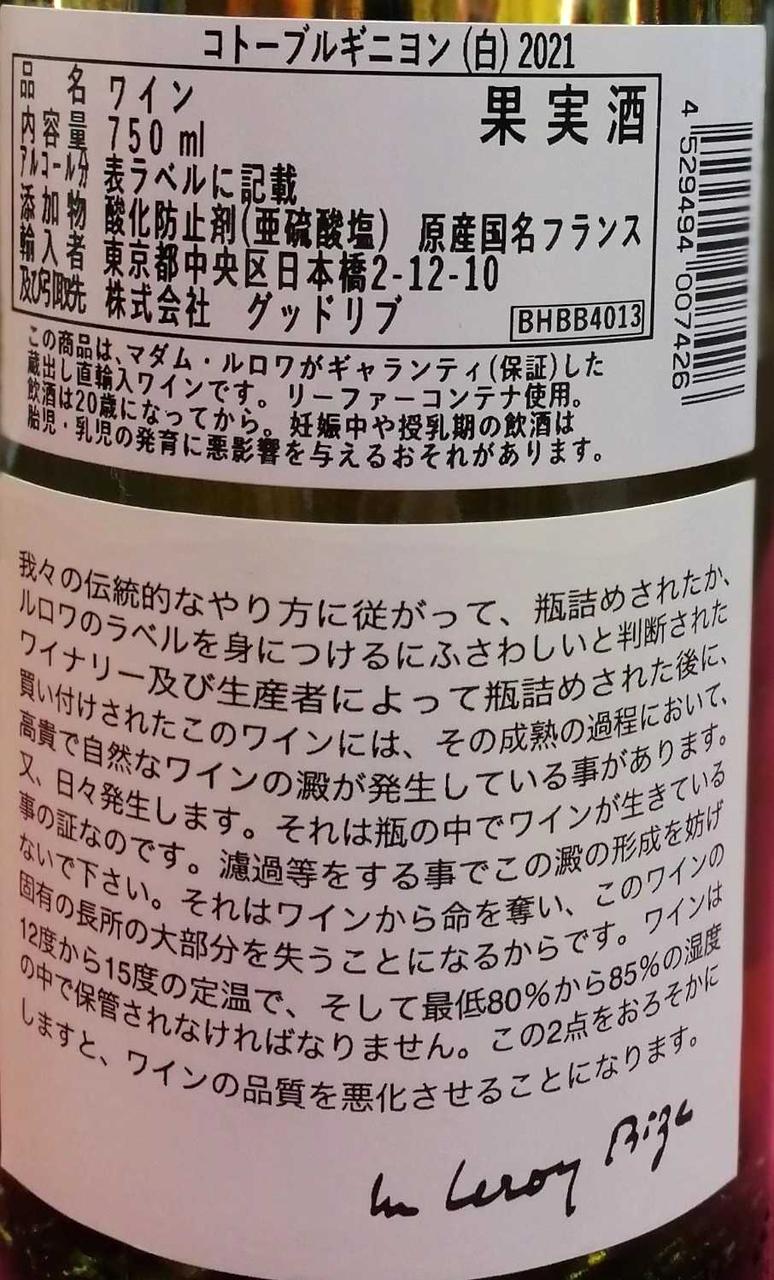 コトーブルギニヨン (白) 2021
品名 ワイン 果実酒
内容量 750 ml
アルコール分 表ラベルに記載
添加物 酸化防止剤(亜硫酸塩) 原産国名フランス
輸入者 東京都中央区日本橋2-12-10
及び引取先 株式会社 グッドリブ
BHBB4013
4 529494 007426
この商品は、マダム・ルロワがギャランティ(保証)した
蔵出し直輸入ワインです。リーファーコンテナ使用。
飲酒は20歳になってから。妊娠中や授乳期の飲酒は
胎児・乳児の発育に悪影響を与えるおそれがあります。
我々の伝統的なやり方に従がって、瓶詰めされたか、
ルロワのラベルを身につけるにふさわしいと判断された
ワイナリー及び生産者によって瓶詰めされた後に、
買い付けされたこのワインには、その成熟の過程において、
高貴で自然なワインの澱が発生している事があります。
又、日々発生します。それは瓶の中でワインが生きている
事の証なのです。濾過等をする事でこの澱の形成を妨げ
ないで下さい。それはワインから命を奪い、このワインの
固有の長所の大部分を失うことになるからです。ワインは
12度から15度の定温で、そして最低80%から85%の湿度
の中で保管されなければなりません。この2点をおろそかに
しますと、ワインの品質を悪化させることになります。
Leroy Bize